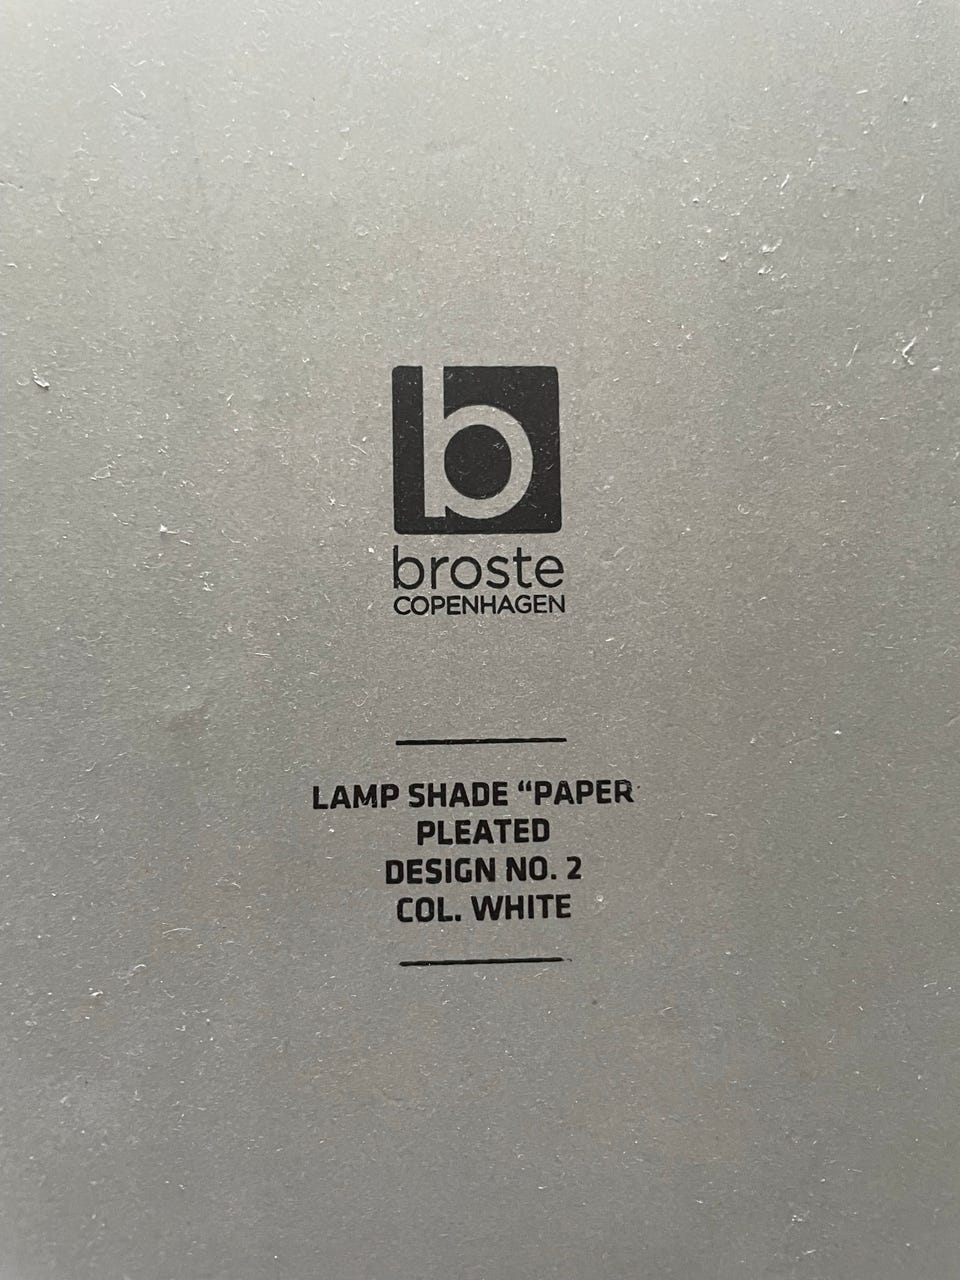 b
broste
COPENHAGEN
LAMP SHADE “PAPER
PLEATED
DESIGN NO. 2
COL. WHITE